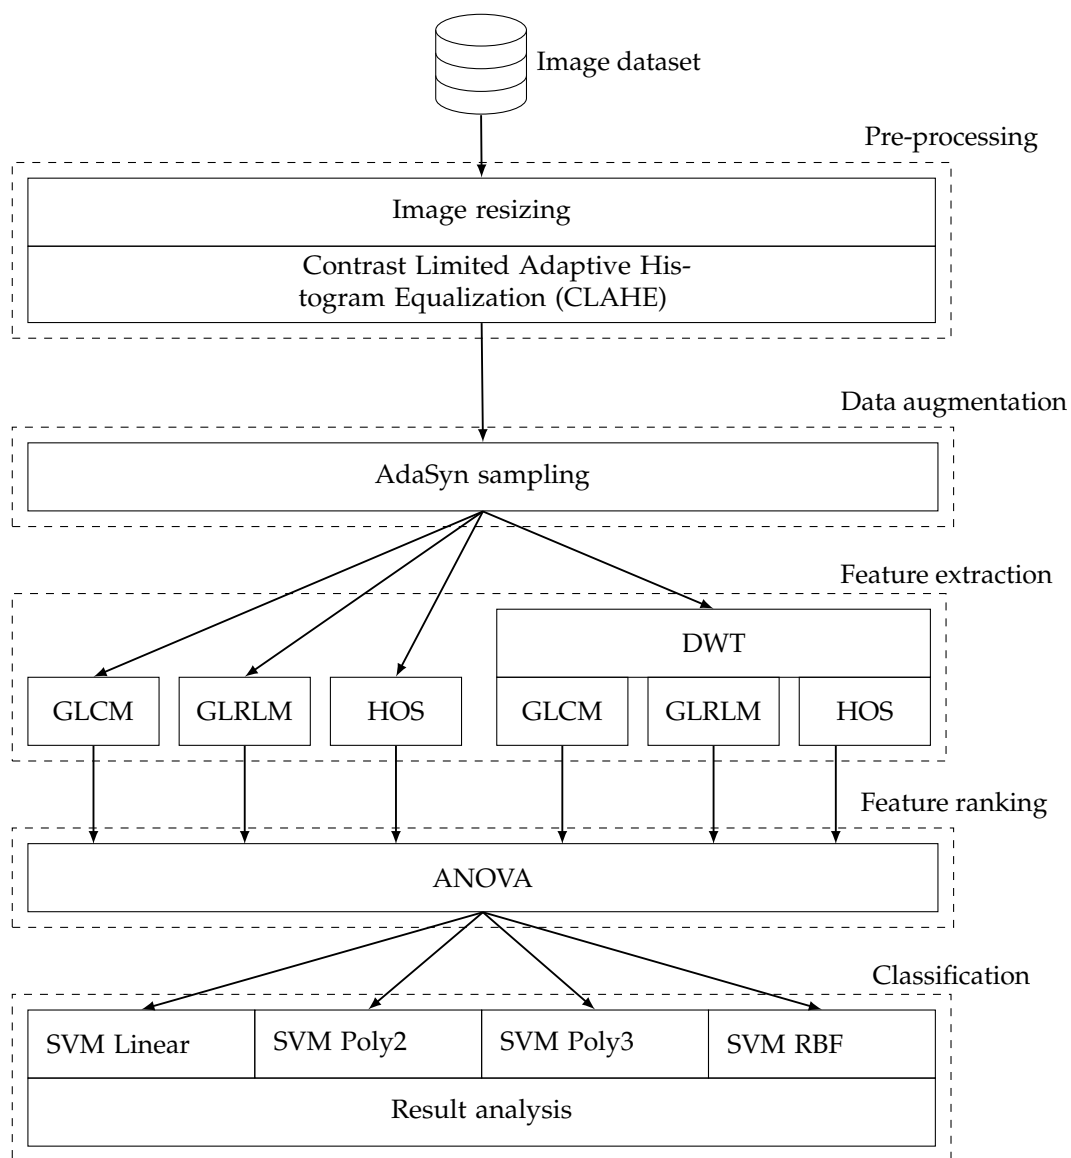 Image dataset
Pre-processing
Image resizing
Contrast Limited Adaptive His-
togram Equalization (CLAHE)
Data augmentation
AdaSyn sampling
Feature extraction
DWT
GLCM GLRLM HOS GLCM GLRLM HOS
Feature ranking
ANOVA
Classification
SVM Linear SVM Poly2 SVM Poly3 SVM RBF
Result analysis